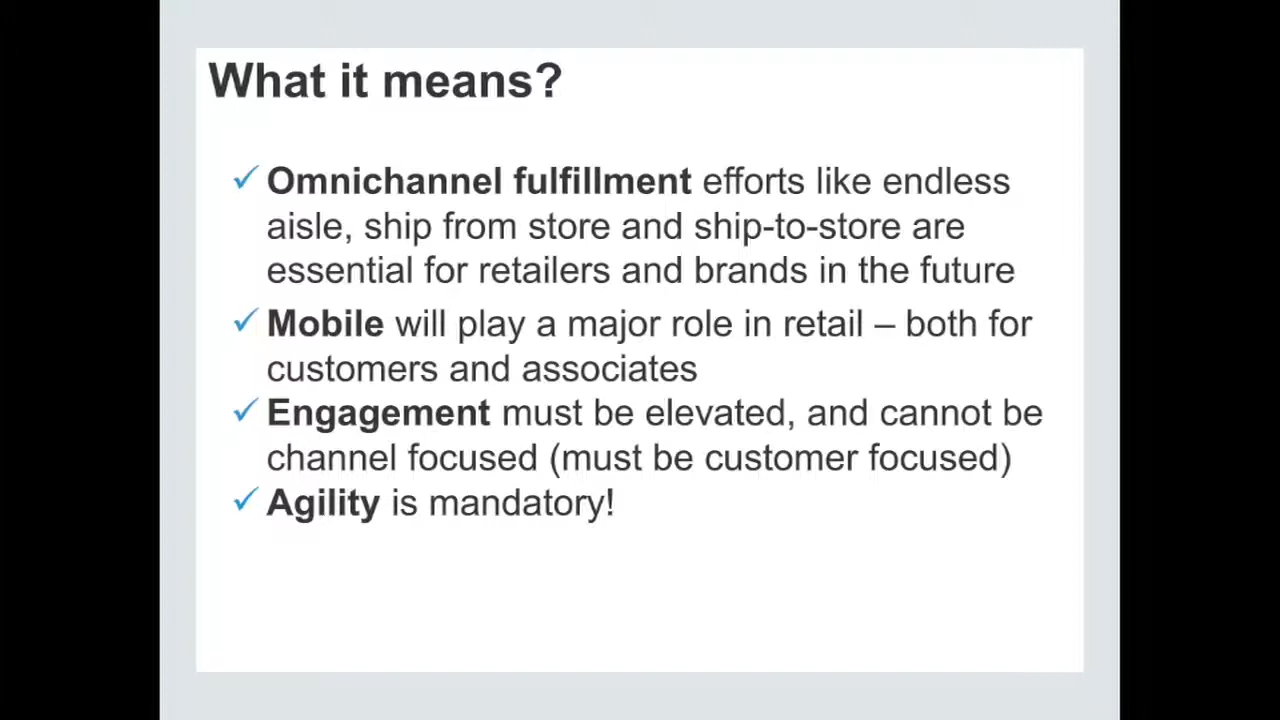 What it means?
✓ Omnichannel fulfillment efforts like endless
aisle, ship from store and ship-to-store are
essential for retailers and brands in the future
✓ Mobile will play a major role in retail – both for
customers and associates
✓ Engagement must be elevated, and cannot be
channel focused (must be customer focused)
✓ Agility is mandatory!